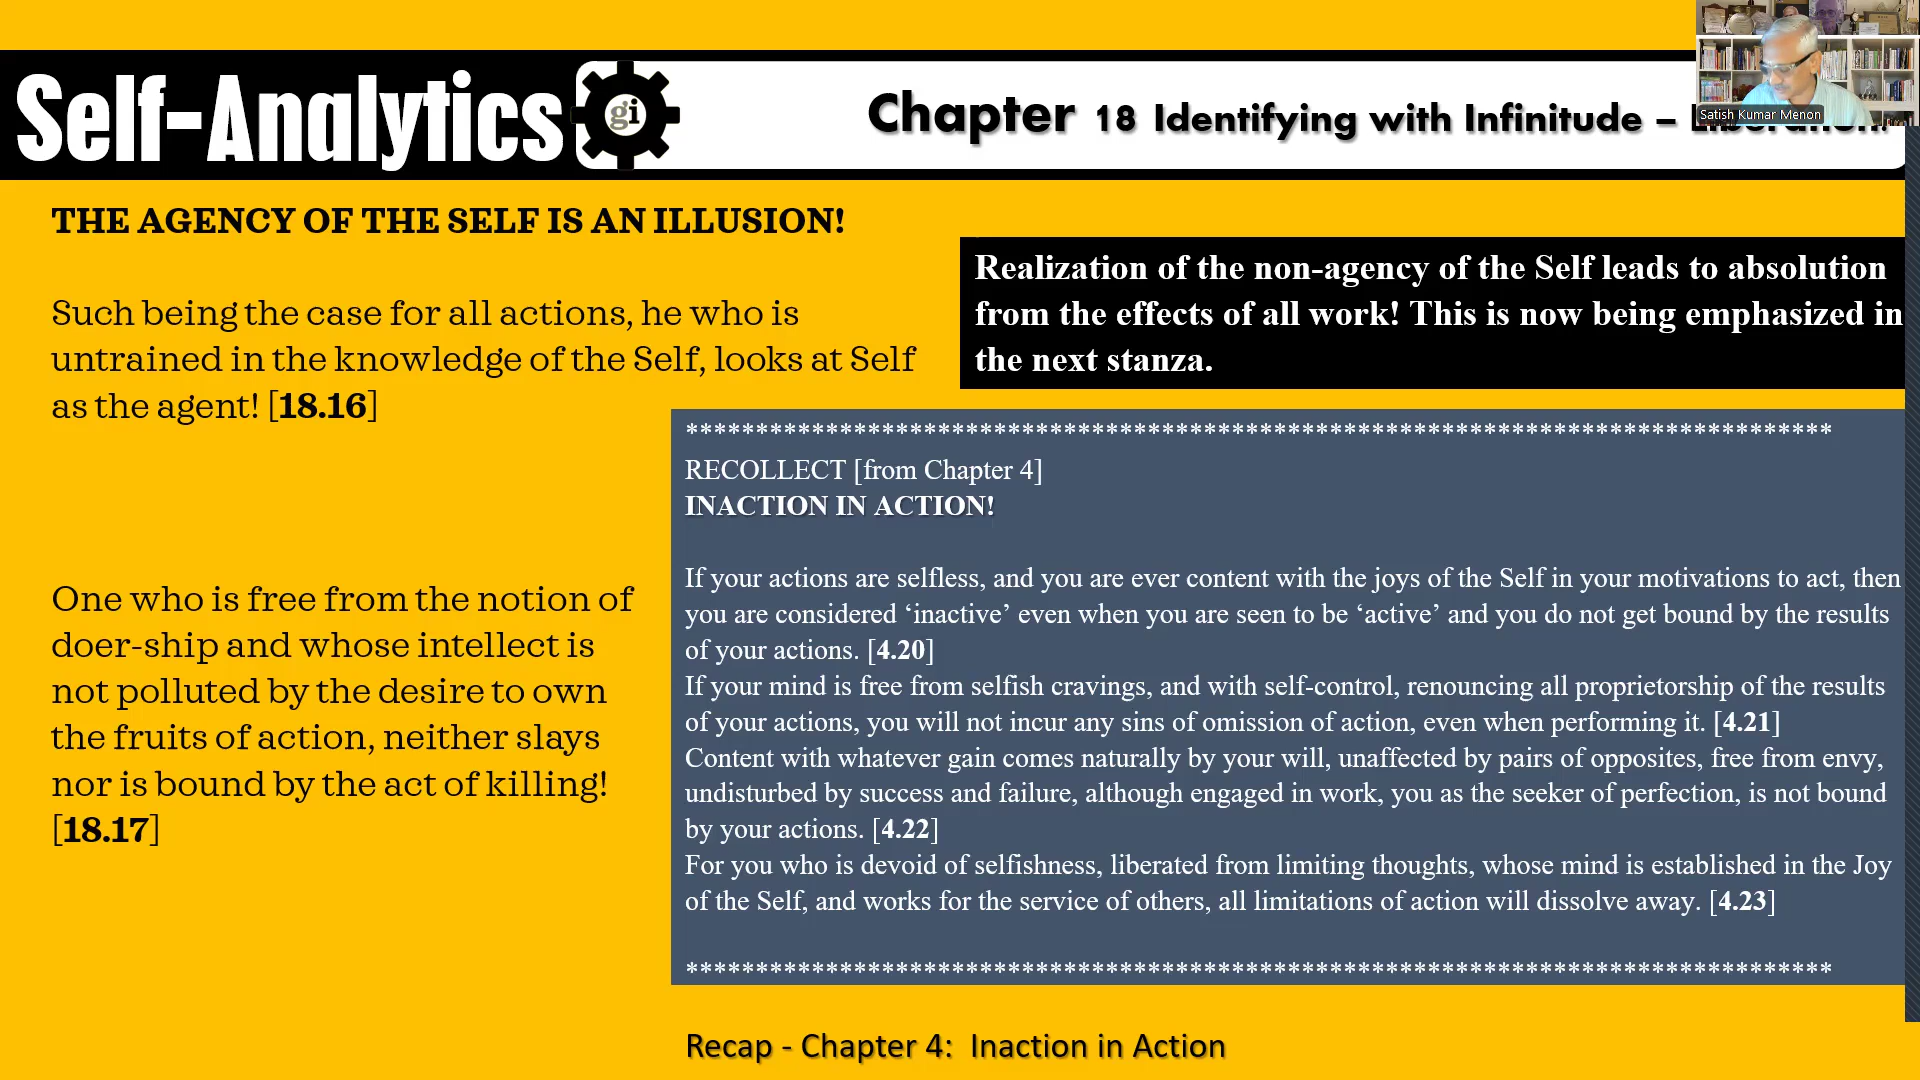 Self-Analytics
gi
Chapter 18 Identifying with Infinitude –
Satish Kumar Menon
THE AGENCY OF THE SELF IS AN ILLUSION!
Such being the case for all actions, he who is
untrained in the knowledge of the Self, looks at Self
as the agent! [18.16]
Realization of the non-agency of the Self leads to absolution
from the effects of all work! This is now being emphasized in
the next stanza.
One who is free from the notion of
doer-ship and whose intellect is
not polluted by the desire to own
the fruits of action, neither slays
nor is bound by the act of killing!
[18.17]
**********************************************************************************
RECOLLECT [from Chapter 4]
INACTION IN ACTION!
If your actions are selfless, and you are ever content with the joys of the Self in your motivations to act, then
you are considered ‘inactive’ even when you are seen to be ‘active’ and you do not get bound by the results
of your actions. [4.20]
If your mind is free from selfish cravings, and with self-control, renouncing all proprietorship of the results
of your actions, you will not incur any sins of omission of action, even when performing it. [4.21]
Content with whatever gain comes naturally by your will, unaffected by pairs of opposites, free from envy,
undisturbed by success and failure, although engaged in work, you as the seeker of perfection, is not bound
by your actions. [4.22]
For you who is devoid of selfishness, liberated from limiting thoughts, whose mind is established in the Joy
of the Self, and works for the service of others, all limitations of action will dissolve away. [4.23]
**********************************************************************************
Recap - Chapter 4: Inaction in Action